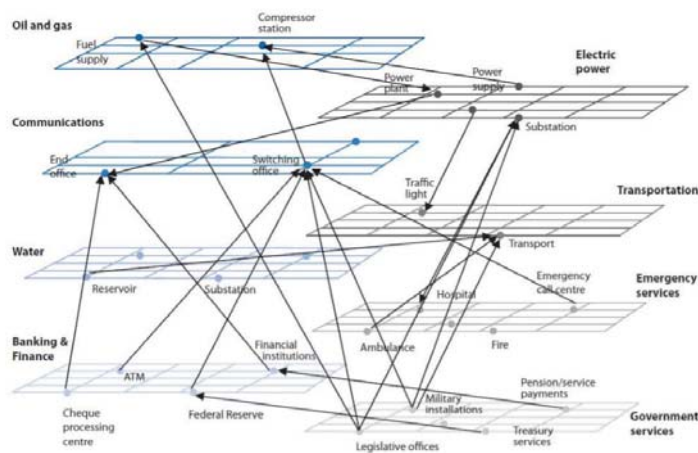 Oil and gas
Compressor
station
Fuel
supply
Electric
power
Power
plant
Power
supply
Substation
Communications
End
office
Switching
office
Traffic
light
Transportation
Transport
Water
Reservoir
Substation
Hospital
Emergency
call centre
Emergency
services
Ambulance
Fire
Banking &
Finance
Financial
institutions
ATM
Cheque
processing
centre
Federal Reserve
Pension/service
payments
Military
installations
Government
services
Treasury
services
Legislative offices